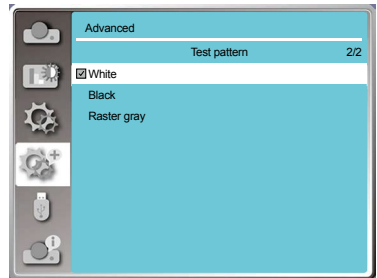 Advanced
Test pattern 2/2
White
Black
Raster gray